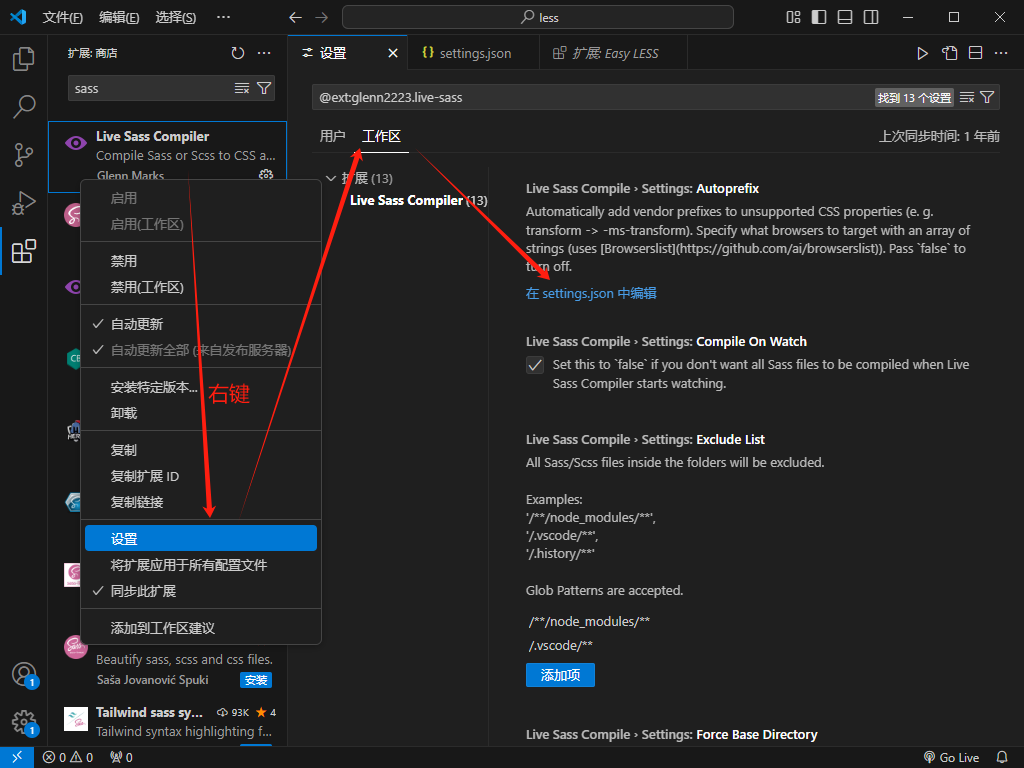 文件(F) 编辑(E) 选择(S) ··· less
扩展: 商店 ···
设置 settings.json 扩展: Easy LESS ···
sass
@ext:glenn2223.live-sass 找到 13 个设置
用户 工作区 上次同步时间: 1 年前
Live Sass Compiler
Compile Sass or Scss to CSS a...
Glenn Marks
启用
启用(工作区)
禁用
禁用(工作区)
自动更新
自动更新全部 (来自发布服务器)
安装特定版本...
卸载
右键
复制
复制扩展 ID
复制链接
设置
将扩展应用于所有配置文件
同步此扩展
添加到工作区建议
Beautify sass, scss and css files.
Saša Jovanović Spuki 安装
Tailwind sass sy... 93K 4
Tailwind syntax highlighting f...
扩展 (13)
Live Sass Compiler (13)
Live Sass Compile › Settings: Autoprefix
Automatically add vendor prefixes to unsupported CSS properties (e. g.
transform -> -ms-transform). Specify what browsers to target with an array of
strings (uses [Browserslist](https://github.com/ai/browserslist)). Pass `false` to
turn off.
在 settings.json 中编辑
Live Sass Compile › Settings: Compile On Watch
Set this to `false` if you don't want all Sass files to be compiled when Live
Sass Compiler starts watching.
Live Sass Compile › Settings: Exclude List
All Sass/Scss files inside the folders will be excluded.
Examples:
'/**/node_modules/**',
'/.vscode/**',
'/.history/**'
Glob Patterns are accepted.
/**/node_modules/**
/.vscode/**
添加项
Live Sass Compile › Settings: Force Base Directory
1
1
0 0 0 Go Live